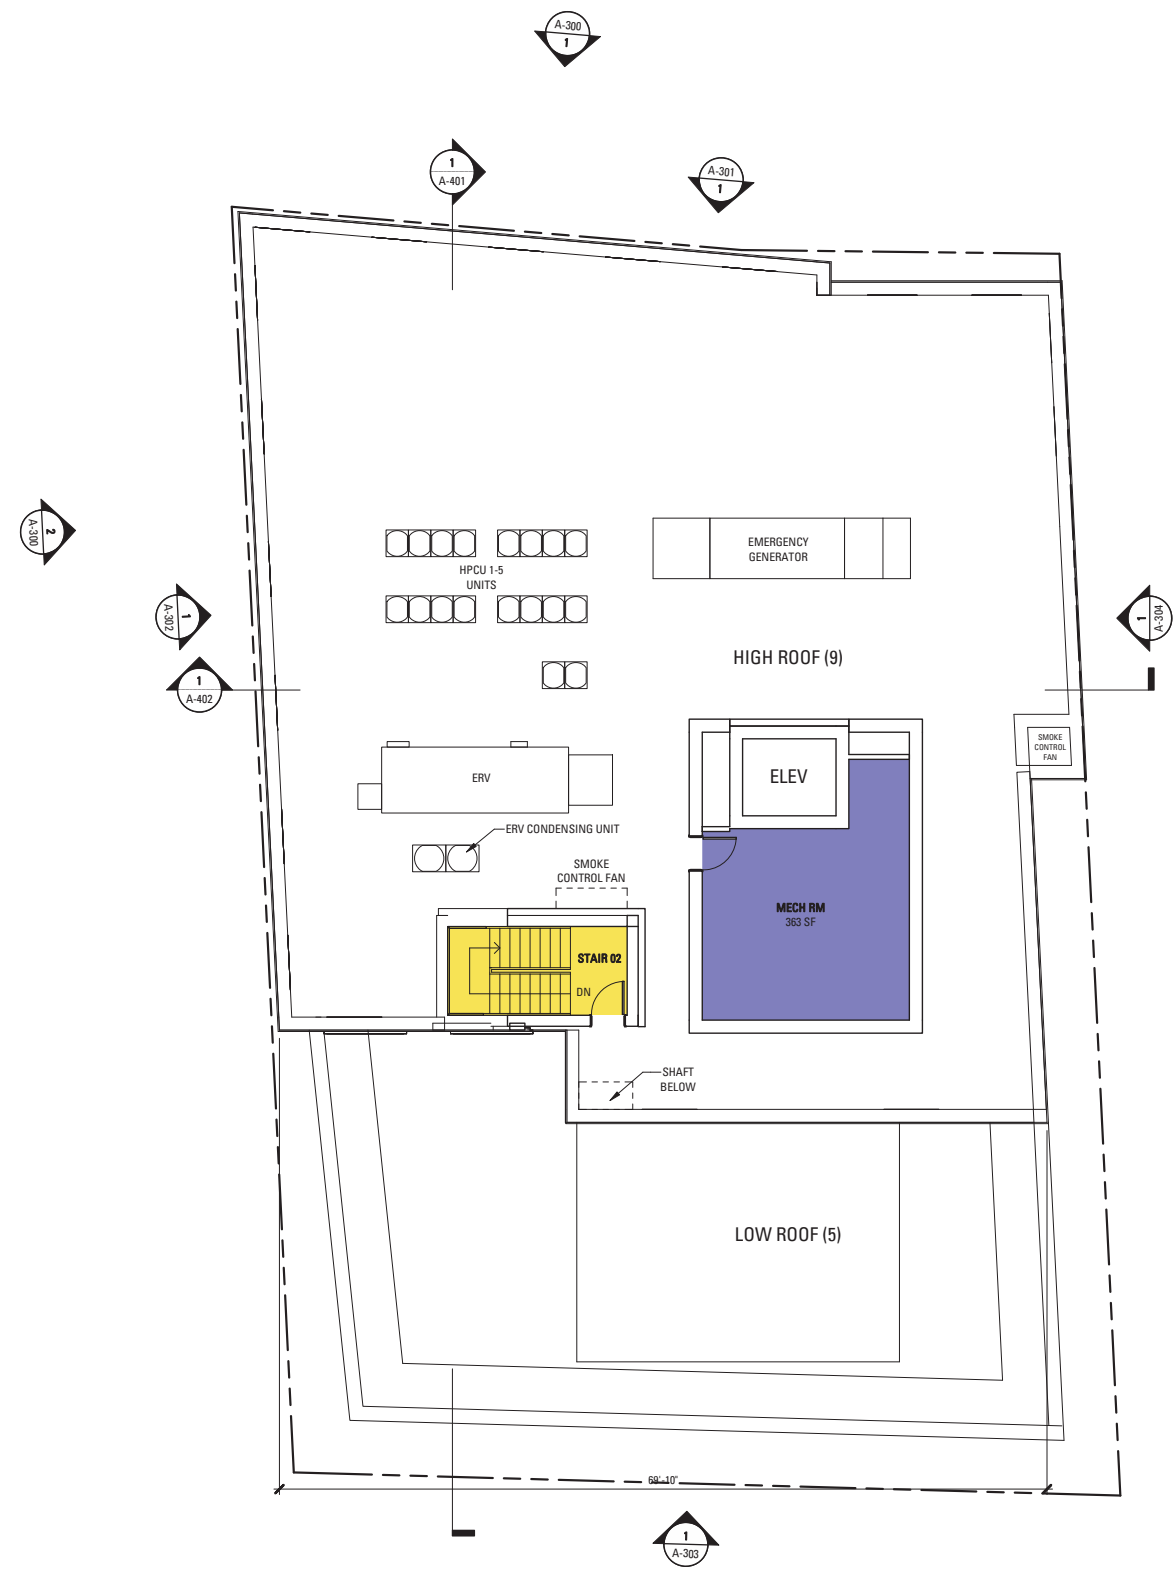 A-300
1
1
A-401
A-301
1
2
A-300
EMERGENCY
GENERATOR
HPCU 1-5
UNITS
1
A-302
1
A-304
HIGH ROOF (9)
1
A-402
SMOKE
CONTROL
FAN
ELEV
ERV
ERV CONDENSING UNIT
SMOKE
CONTROL FAN
MECH RM
363 SF
STAIR 02
DN
SHAFT
BELOW
LOW ROOF (5)
69'-10"
1
A-303